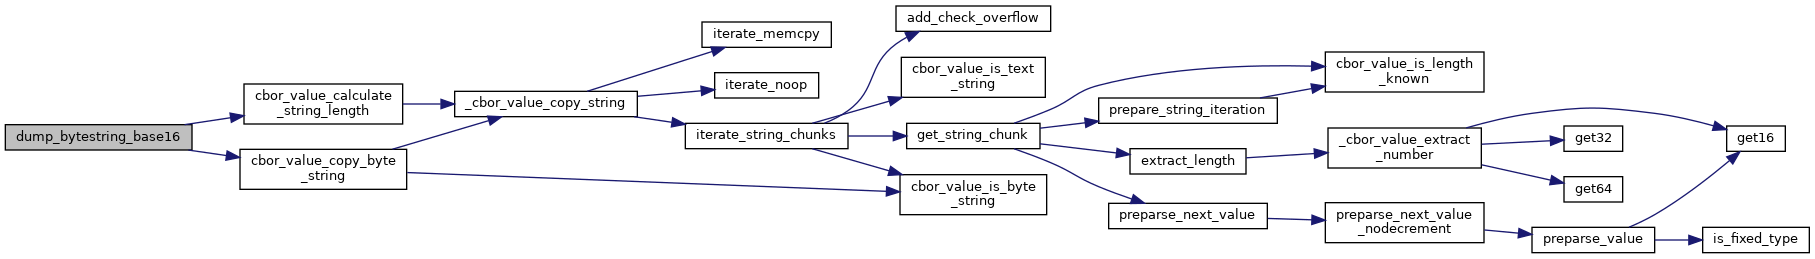 dump_bytestring_base16
cbor_value_calculate
_string_length
cbor_value_copy_byte
_string
_cbor_value_copy_string
iterate_memcpy
iterate_noop
iterate_string_chunks
add_check_overflow
cbor_value_is_text
_string
get_string_chunk
cbor_value_is_byte
_string
prepare_string_iteration
extract_length
preparse_next_value
cbor_value_is_length
_known
_cbor_value_extract
_number
preparse_next_value
_nodecrement
get32
get64
preparse_value
get16
is_fixed_type